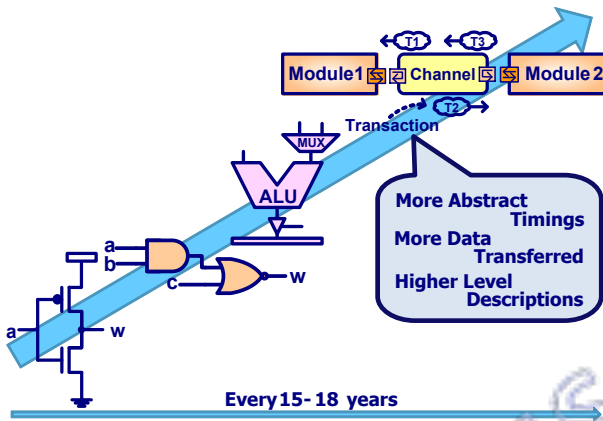 T1
T3
Module1
Channel
Module 2
T2
Transaction
MUX
ALU
More Abstract
Timings
More Data
Transferred
Higher Level
Descriptions
a
b
c
w
a
w
Every 15- 18 years